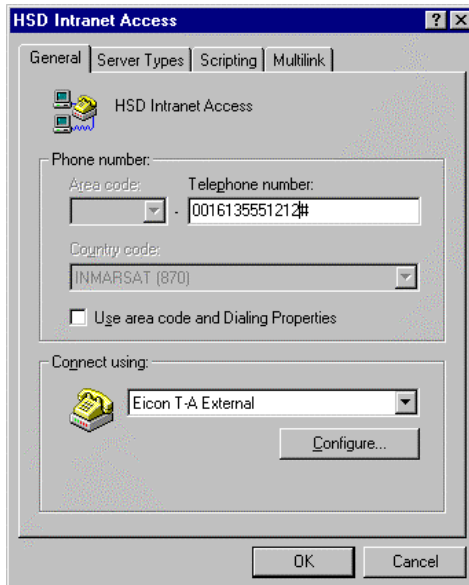 HSD Intranet Access
General Server Types Scripting Multilink
HSD Intranet Access
Phone number:
Area code: Telephone number:
- 0016135551212#
Country code:
INMARSAT (870)
Use area code and Dialing Properties
Connect using:
Eicon T-A External
Configure...
OK Cancel